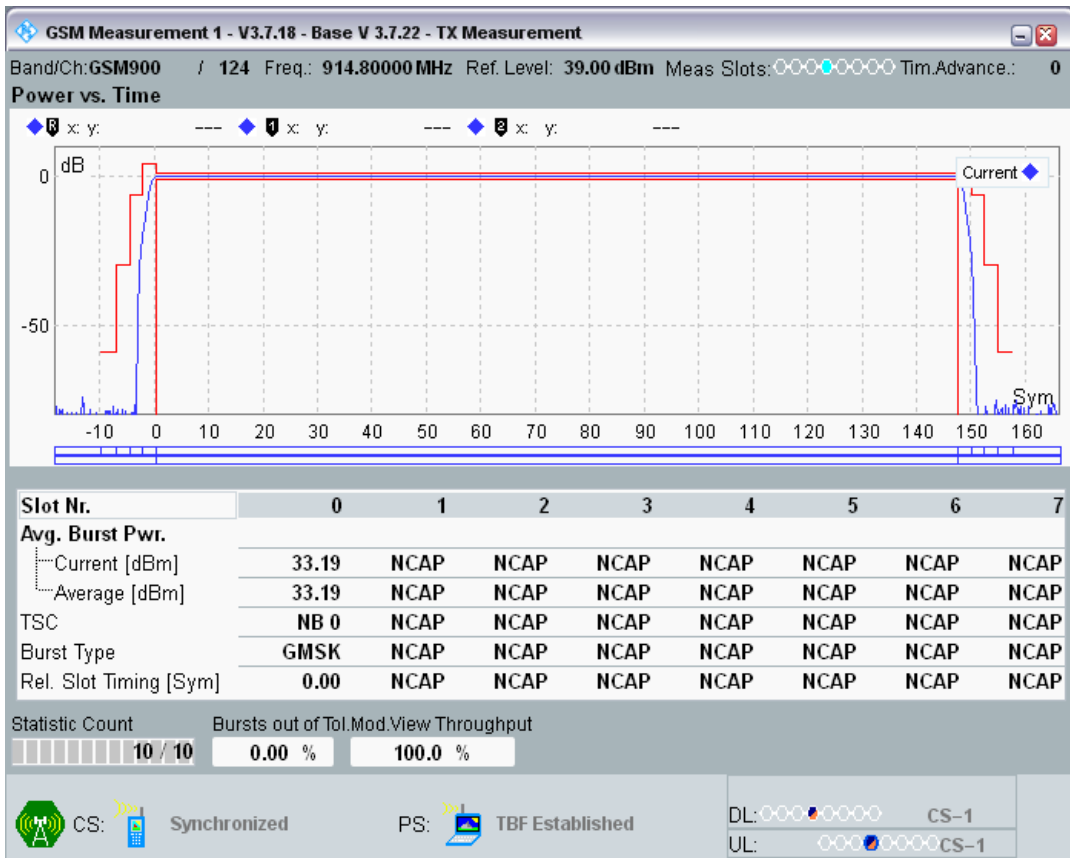 GSM Measurement 1 - V3.7.18 - Base V 3.7.22 - TX Measurement
Band/Ch:GSM900 / 124 Freq.: 914.80000 MHz Ref. Level: 39.00 dBm Meas Slots: Tim.Advance.: 0
Power vs. Time
R x: y: --- 1 x: y: --- 2 x: y: ---
dB
Current
0
-50
Sym
-10 0 10 20 30 40 50 60 70 80 90 100 110 120 130 140 150 160
Slot Nr. 0 1 2 3 4 5 6 7
Avg. Burst Pwr.
Current [dBm] 33.19 NCAP NCAP NCAP NCAP NCAP NCAP NCAP
Average [dBm] 33.19 NCAP NCAP NCAP NCAP NCAP NCAP NCAP
TSC NB 0 NCAP NCAP NCAP NCAP NCAP NCAP NCAP
Burst Type GMSK NCAP NCAP NCAP NCAP NCAP NCAP NCAP
Rel. Slot Timing [Sym] 0.00 NCAP NCAP NCAP NCAP NCAP NCAP NCAP
Statistic Count Bursts out of Tol.Mod.View Throughput
10 / 10 0.00 % 100.0 %
CS: Synchronized PS: TBF Established
DL: CS-1
UL: CS-1